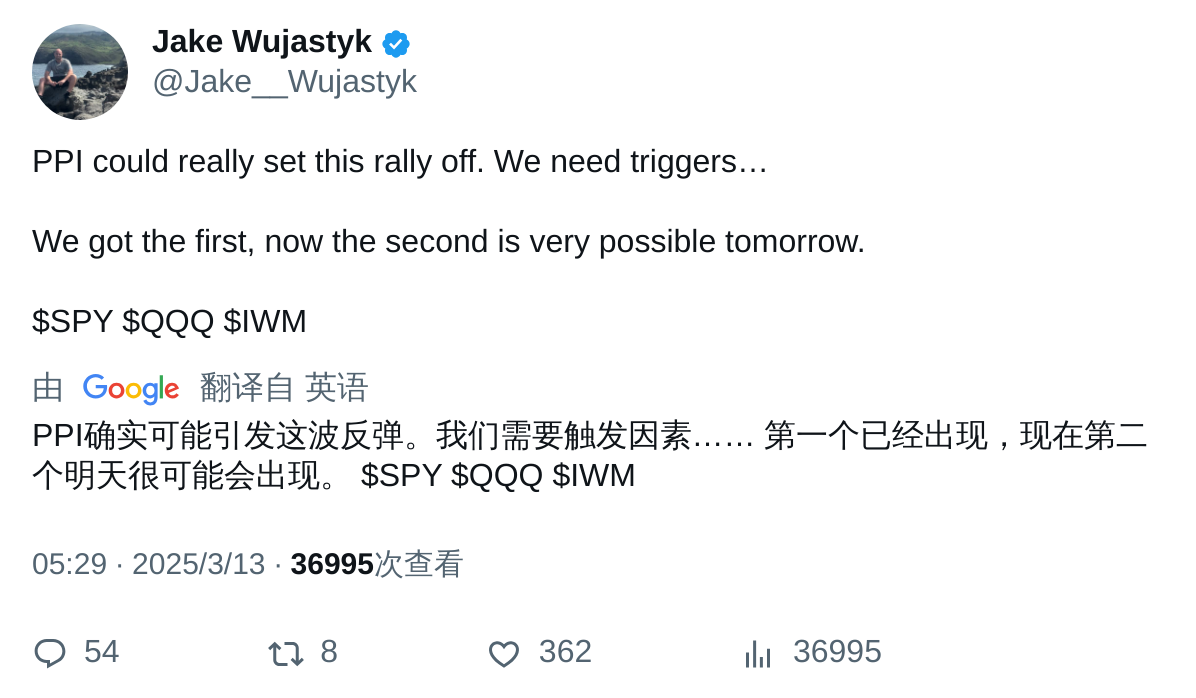 Jake Wujastyk
@Jake__Wujastyk
PPI could really set this rally off. We need triggers…
We got the first, now the second is very possible tomorrow.
$SPY $QQQ $IWM
由 Google 翻译自 英语
PPI确实可能引发这波反弹。我们需要触发因素…… 第一个已经出现，现在第二
个明天很可能会出现。 $SPY $QQQ $IWM
05:29 · 2025/3/13 · 36995次查看
54 8 362 36995